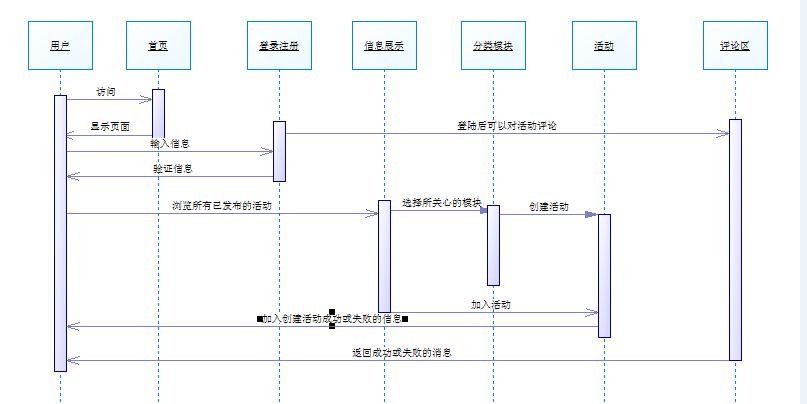 用户
首页
登录注册
信息展示
分类模块
活动
评论区
访问
显示页面
登陆后可以对活动评论
输入信息
验证信息
浏览所有已发布的活动
选择所关心的模块
创建活动
加入活动
加入创建活动成功或失败的信息
返回成功或失败的消息